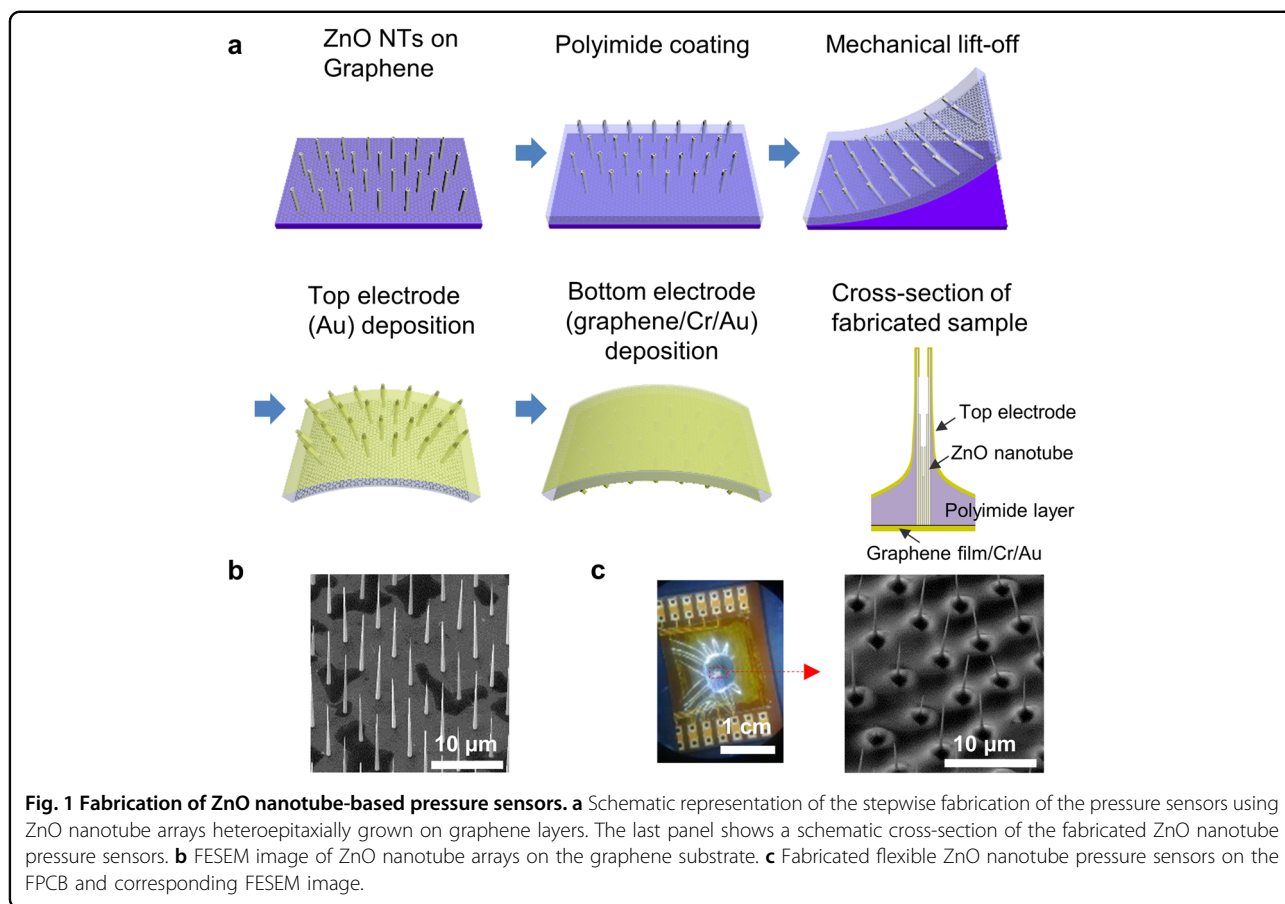 a
ZnO NTs on
Graphene
Polyimide coating
Mechanical lift-off
Top electrode
(Au) deposition
Bottom electrode
(graphene/Cr/Au)
deposition
Cross-section of
fabricated sample
Top electrode
ZnO nanotube
Polyimide layer
Graphene film/Cr/Au
b
10 μm
c
1 cm
10 μm
Fig. 1 Fabrication of ZnO nanotube-based pressure sensors. a Schematic representation of the stepwise fabrication of the pressure sensors using
ZnO nanotube arrays heteroepitaxially grown on graphene layers. The last panel shows a schematic cross-section of the fabricated ZnO nanotube
pressure sensors. b FESEM image of ZnO nanotube arrays on the graphene substrate. c Fabricated flexible ZnO nanotube pressure sensors on the
FPCB and corresponding FESEM image.